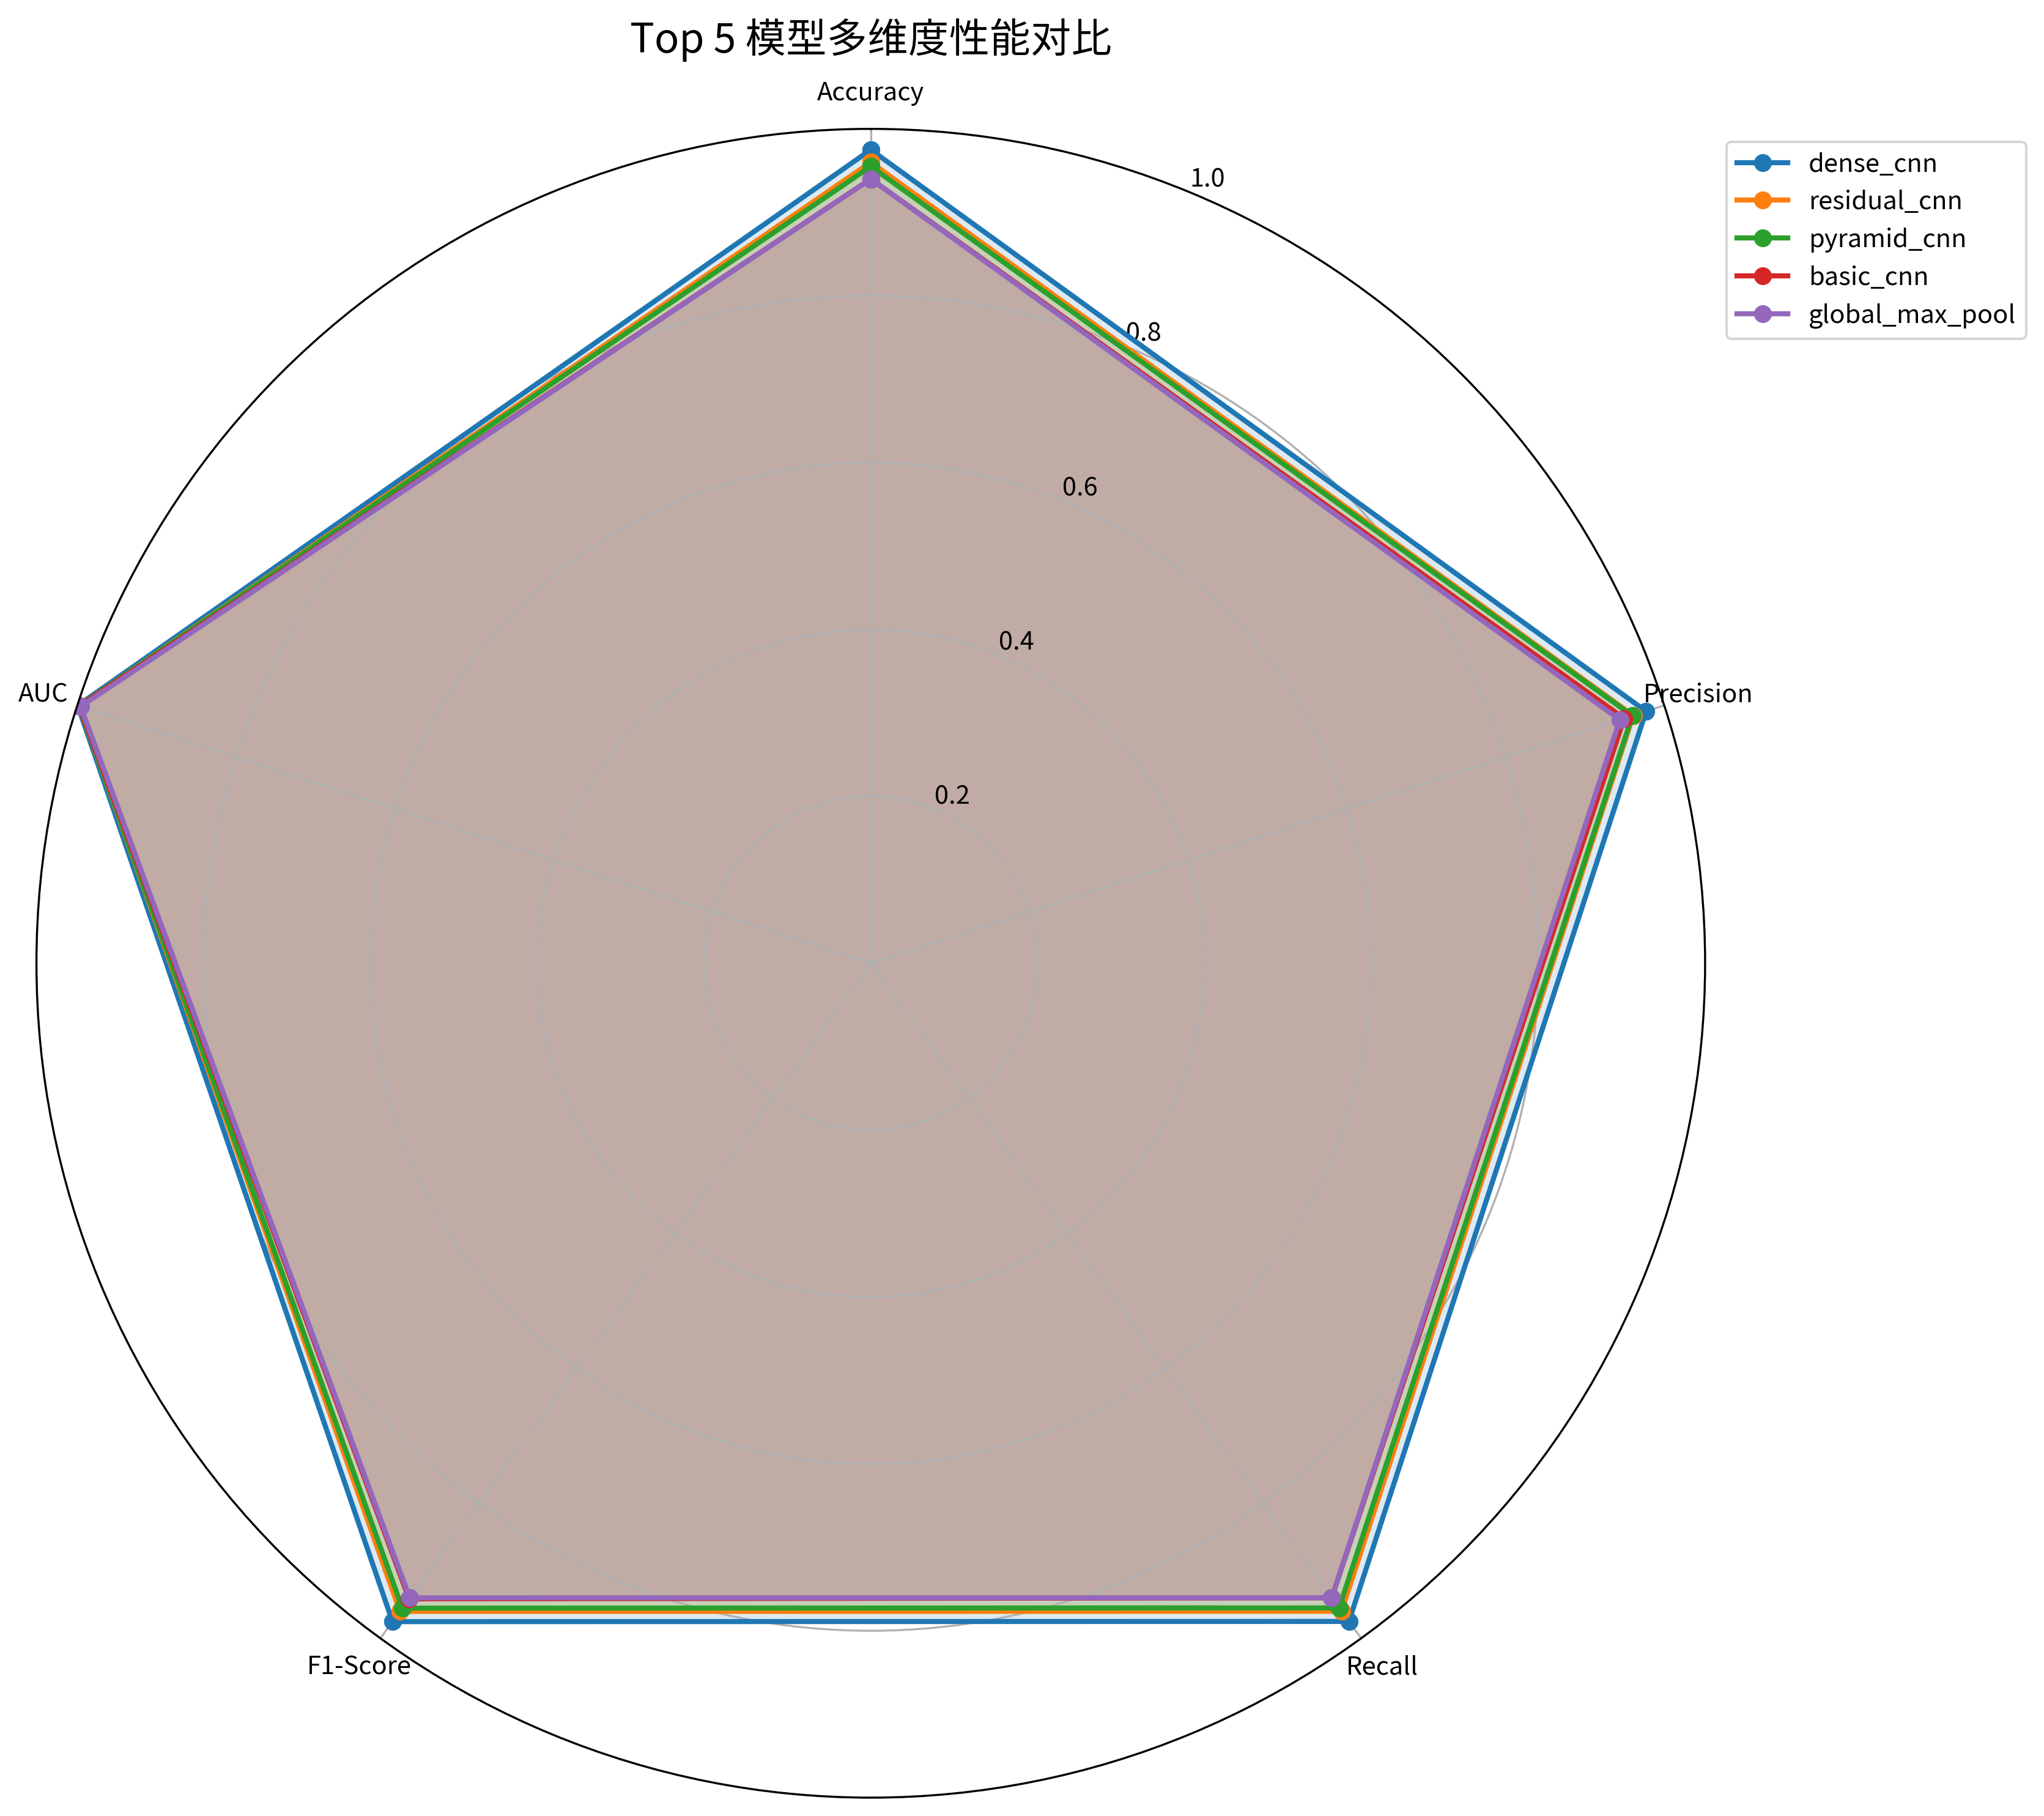 Top 5 模型多维度性能对比
Accuracy
1.0
0.8
0.6
0.4
0.2
AUC
Precision
F1-Score
Recall
dense_cnn
residual_cnn
pyramid_cnn
basic_cnn
global_max_pool